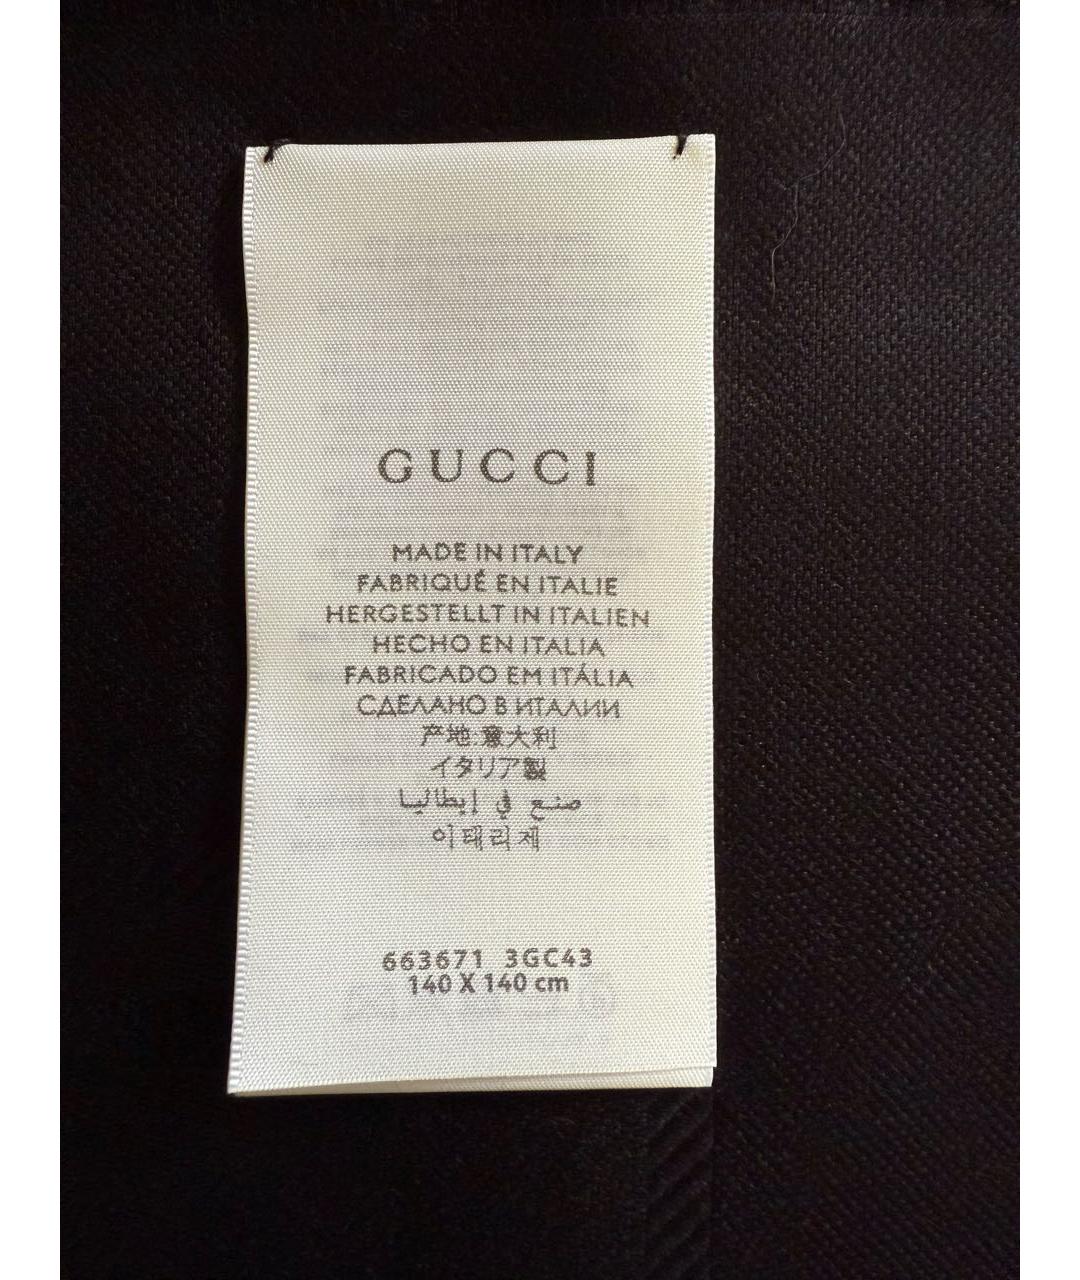 GUCCI
MADE IN ITALY
FABRIQUÉ EN ITALIE
HERGESTELLT IN ITALIEN
HECHO EN ITALIA
FABRICADO EM ITÁLIA
СДЕЛАНО В ИТАЛИИ
产地:意大利
イタリア製
صنع في إيطاليا
이태리제
663671 3GC43
140 X 140 cm